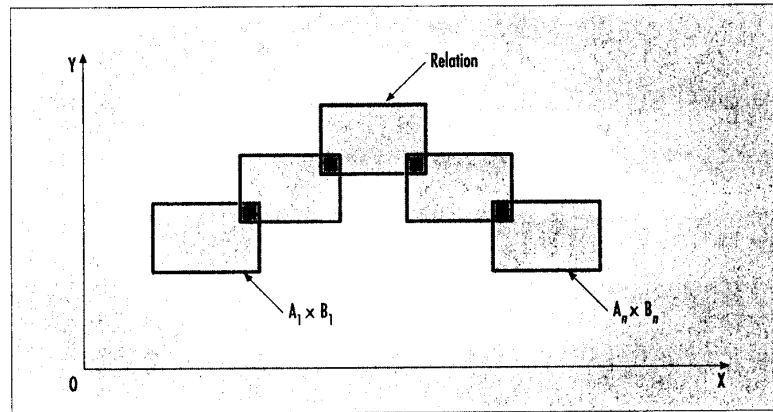 Relation
Y
A₁ × B₁
Aₙ × Bₙ
0
X